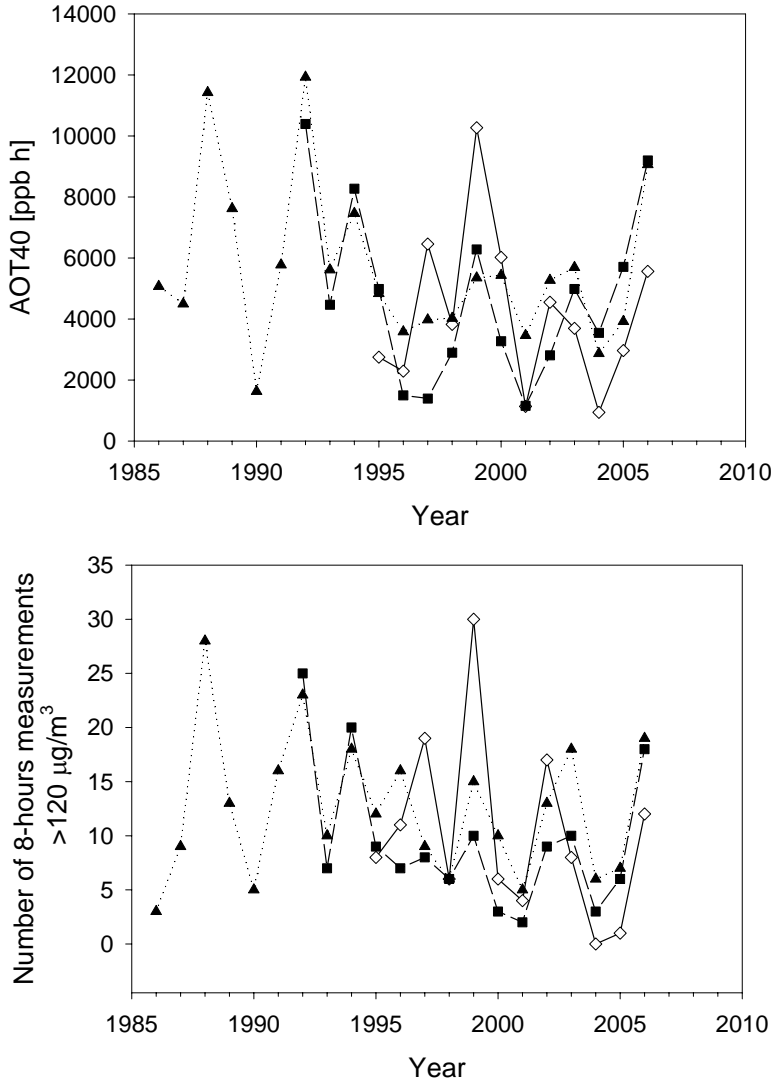 14000
12000
10000
8000
6000
4000
2000
0
AOT40 [ppb h]
1985 1990 1995 2000 2005 2010
Year
35
30
25
20
15
10
5
0
Number of 8-hours measurements
>120 μg/m³
1985 1990 1995 2000 2005 2010
Year